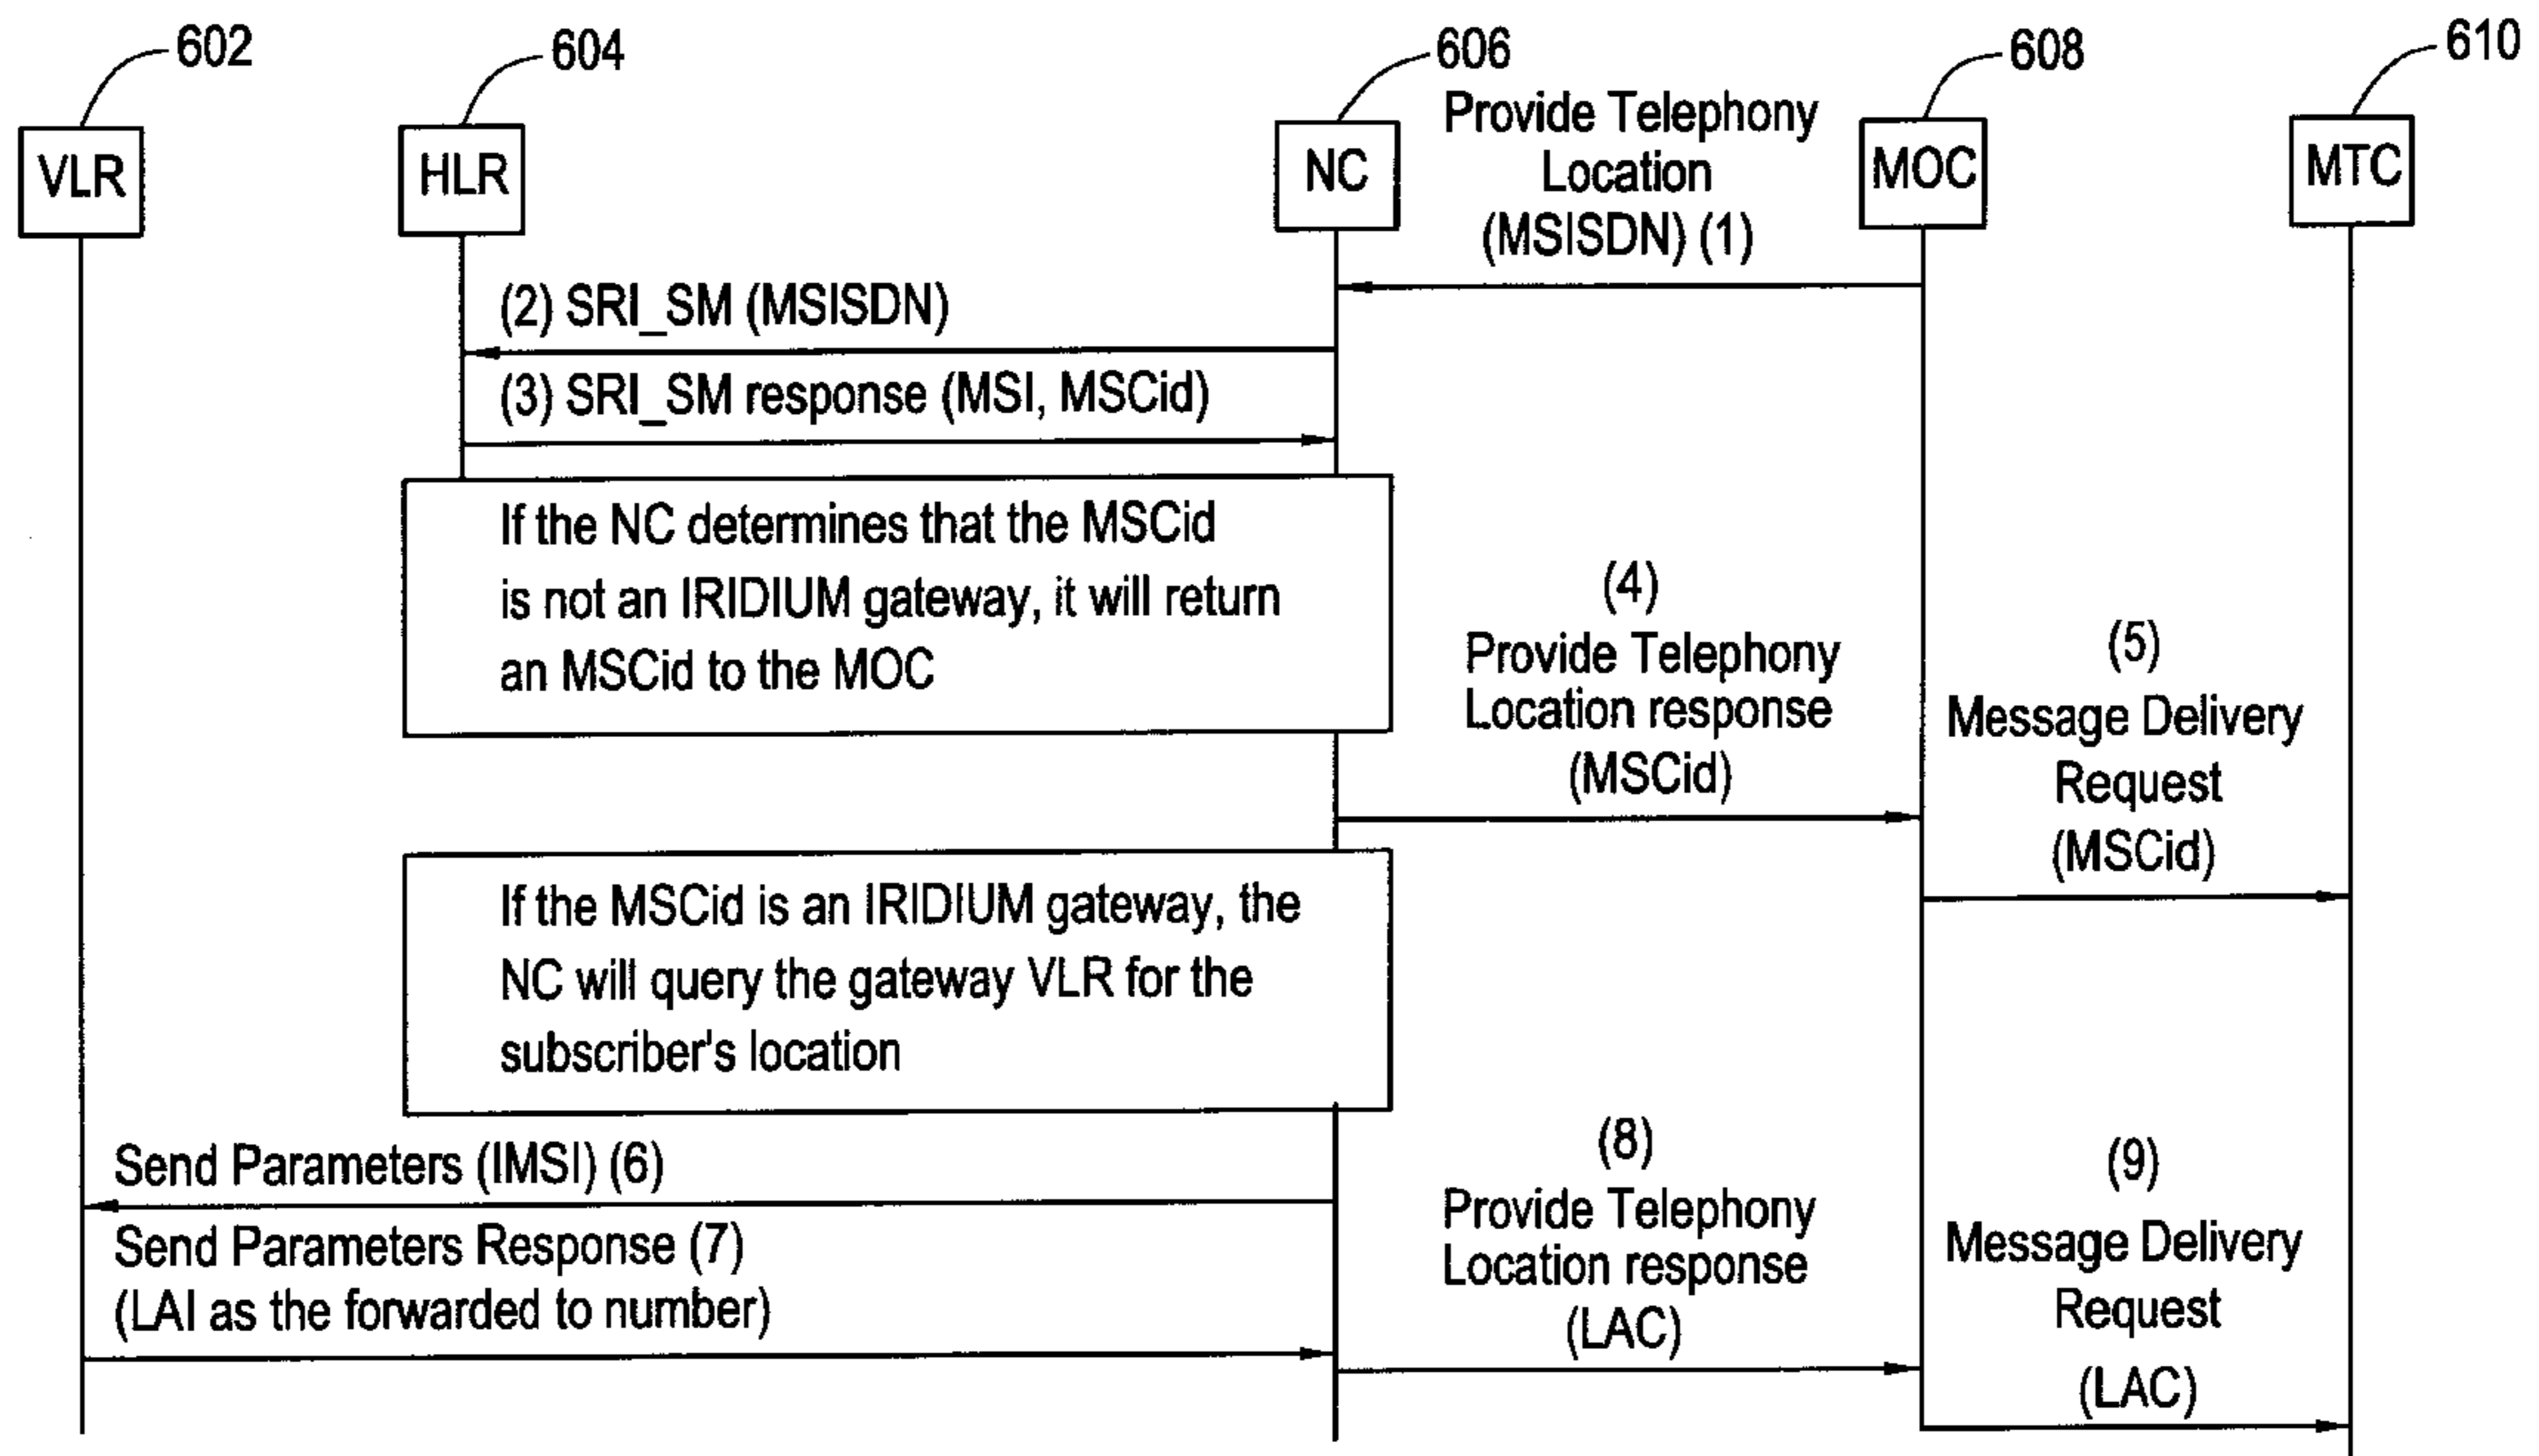 602
604
606
608
610
VLR
HLR
NC
MOC
MTC
Provide Telephony
Location
(MSISDN) (1)
(2) SRI_SM (MSISDN)
(3) SRI_SM response (MSI, MSCid)
If the NC determines that the MSCid
is not an IRIDIUM gateway, it will return
an MSCid to the MOC
(4)
Provide Telephony
Location response
(MSCid)
(5)
Message Delivery
Request
(MSCid)
If the MSCid is an IRIDIUM gateway, the
NC will query the gateway VLR for the
subscriber's location
Send Parameters (IMSI) (6)
Send Parameters Response (7)
(LAI as the forwarded to number)
(8)
Provide Telephony
Location response
(LAC)
(9)
Message Delivery
Request
(LAC)